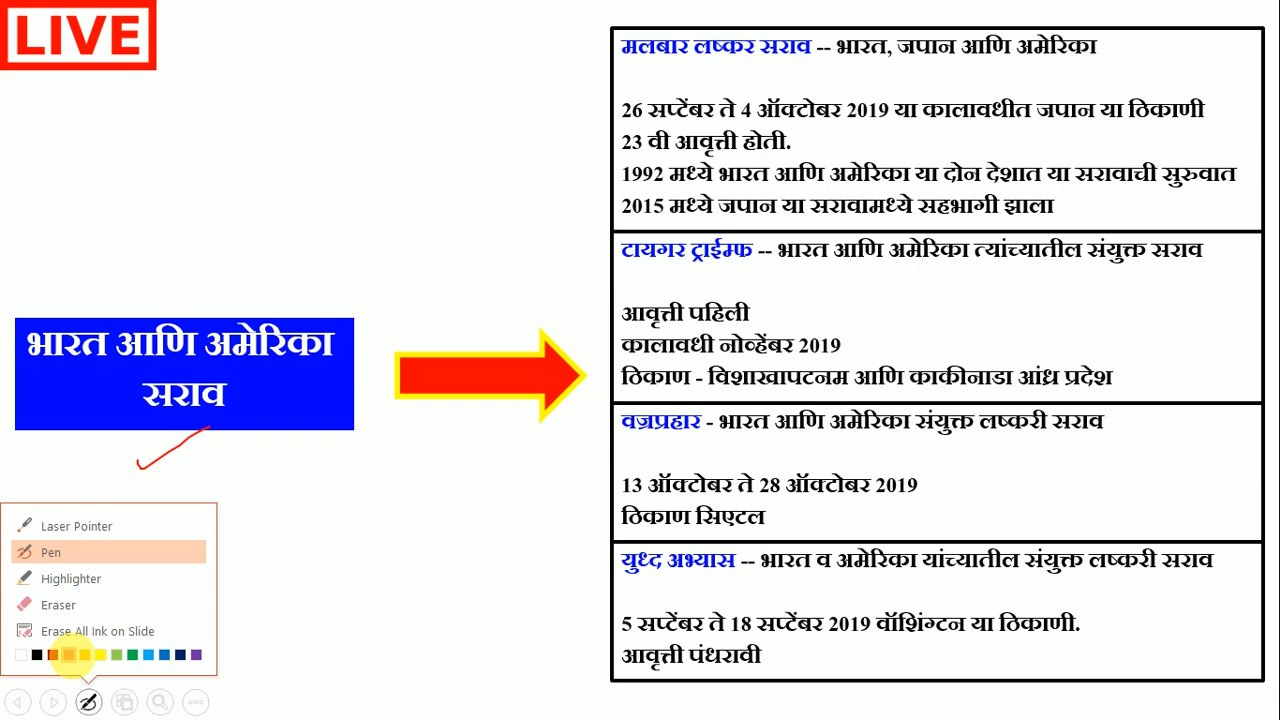 LIVE
भारत आणि अमेरिका
सराव
मलबार लष्कर सराव -- भारत, जपान आणि अमेरिका
26 सप्टेंबर ते 4 ऑक्टोबर 2019 या कालावधीत जपान या ठिकाणी
23 वी आवृत्ती होती.
1992 मध्ये भारत आणि अमेरिका या दोन देशात या सरावाची सुरुवात
2015 मध्ये जपान या सरावामध्ये सहभागी झाला
टायगर ट्राईम्फ -- भारत आणि अमेरिका त्यांच्यातील संयुक्त सराव
आवृत्ती पहिली
कालावधी नोव्हेंबर 2019
ठिकाण - विशाखापटनम आणि काकीनाडा आंध्र प्रदेश
वज्रप्रहार - भारत आणि अमेरिका संयुक्त लष्करी सराव
13 ऑक्टोबर ते 28 ऑक्टोबर 2019
ठिकाण सिएटल
युध्द अभ्यास -- भारत व अमेरिका यांच्यातील संयुक्त लष्करी सराव
5 सप्टेंबर ते 18 सप्टेंबर 2019 वॉशिंग्टन या ठिकाणी.
आवृत्ती पंधरावी
Laser Pointer
Pen
Highlighter
Eraser
Erase All Ink on Slide